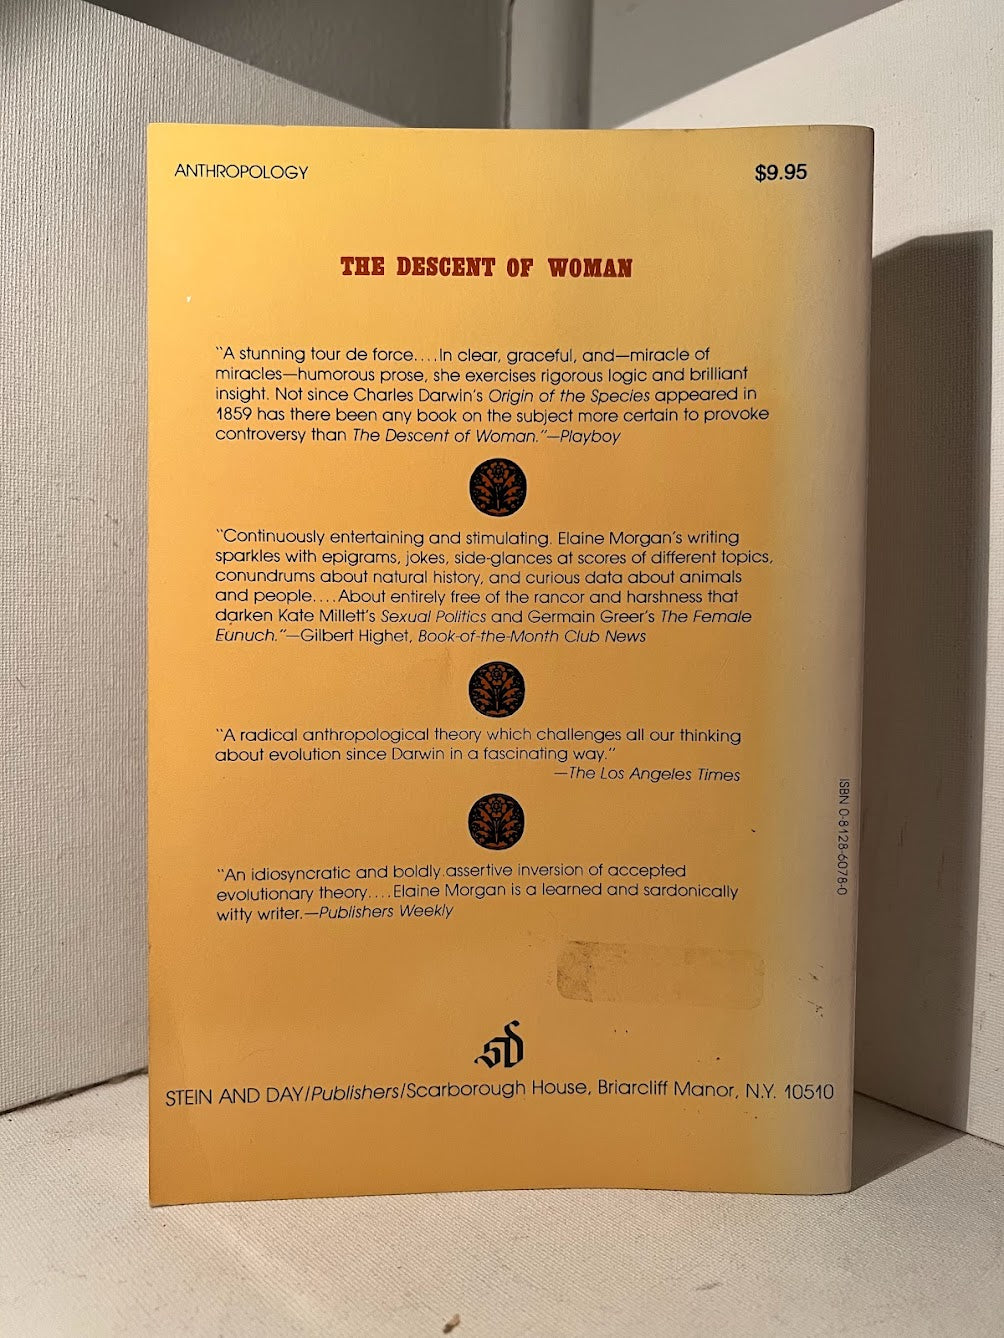 ANTHROPOLOGY
$9.95
THE DESCENT OF WOMAN
"A stunning tour de force....In clear, graceful, and—miracle of
miracles—humorous prose, she exercises rigorous logic and brilliant
insight. Not since Charles Darwin's Origin of the Species appeared in
1859 has there been any book on the subject more certain to provoke
controversy than The Descent of Woman."—Playboy
"Continuously entertaining and stimulating. Elaine Morgan's writing
sparkles with epigrams, jokes, side-glances at scores of different topics,
conundrums about natural history, and curious data about animals
and people....About entirely free of the rancor and harshness that
darken Kate Millett's Sexual Politics and Germain Greer's The Female
Eunuch."—Gilbert Highet, Book-of-the-Month Club News
"A radical anthropological theory which challenges all our thinking
about evolution since Darwin in a fascinating way."
—The Los Angeles Times
"An idiosyncratic and boldly assertive inversion of accepted
evolutionary theory....Elaine Morgan is a learned and sardonically
witty writer.—Publishers Weekly
sd
STEIN AND DAY/Publishers/Scarborough House, Briarcliff Manor, N.Y. 10510
ISBN 0-8128-6078-0